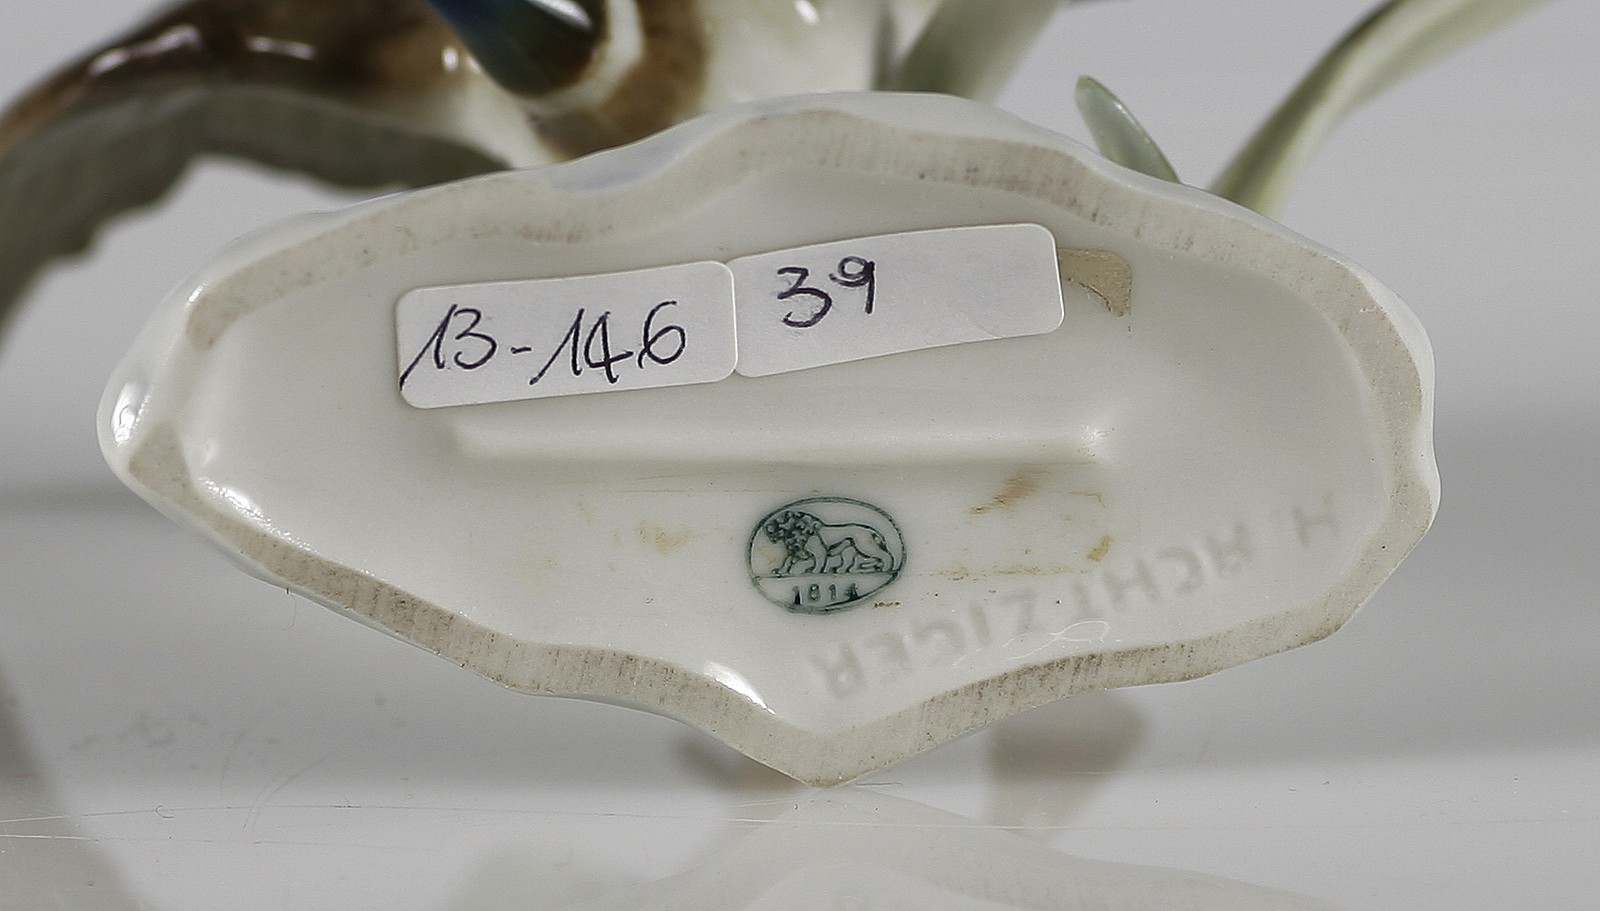 13-146
39
1814
H. ACHTZIGER